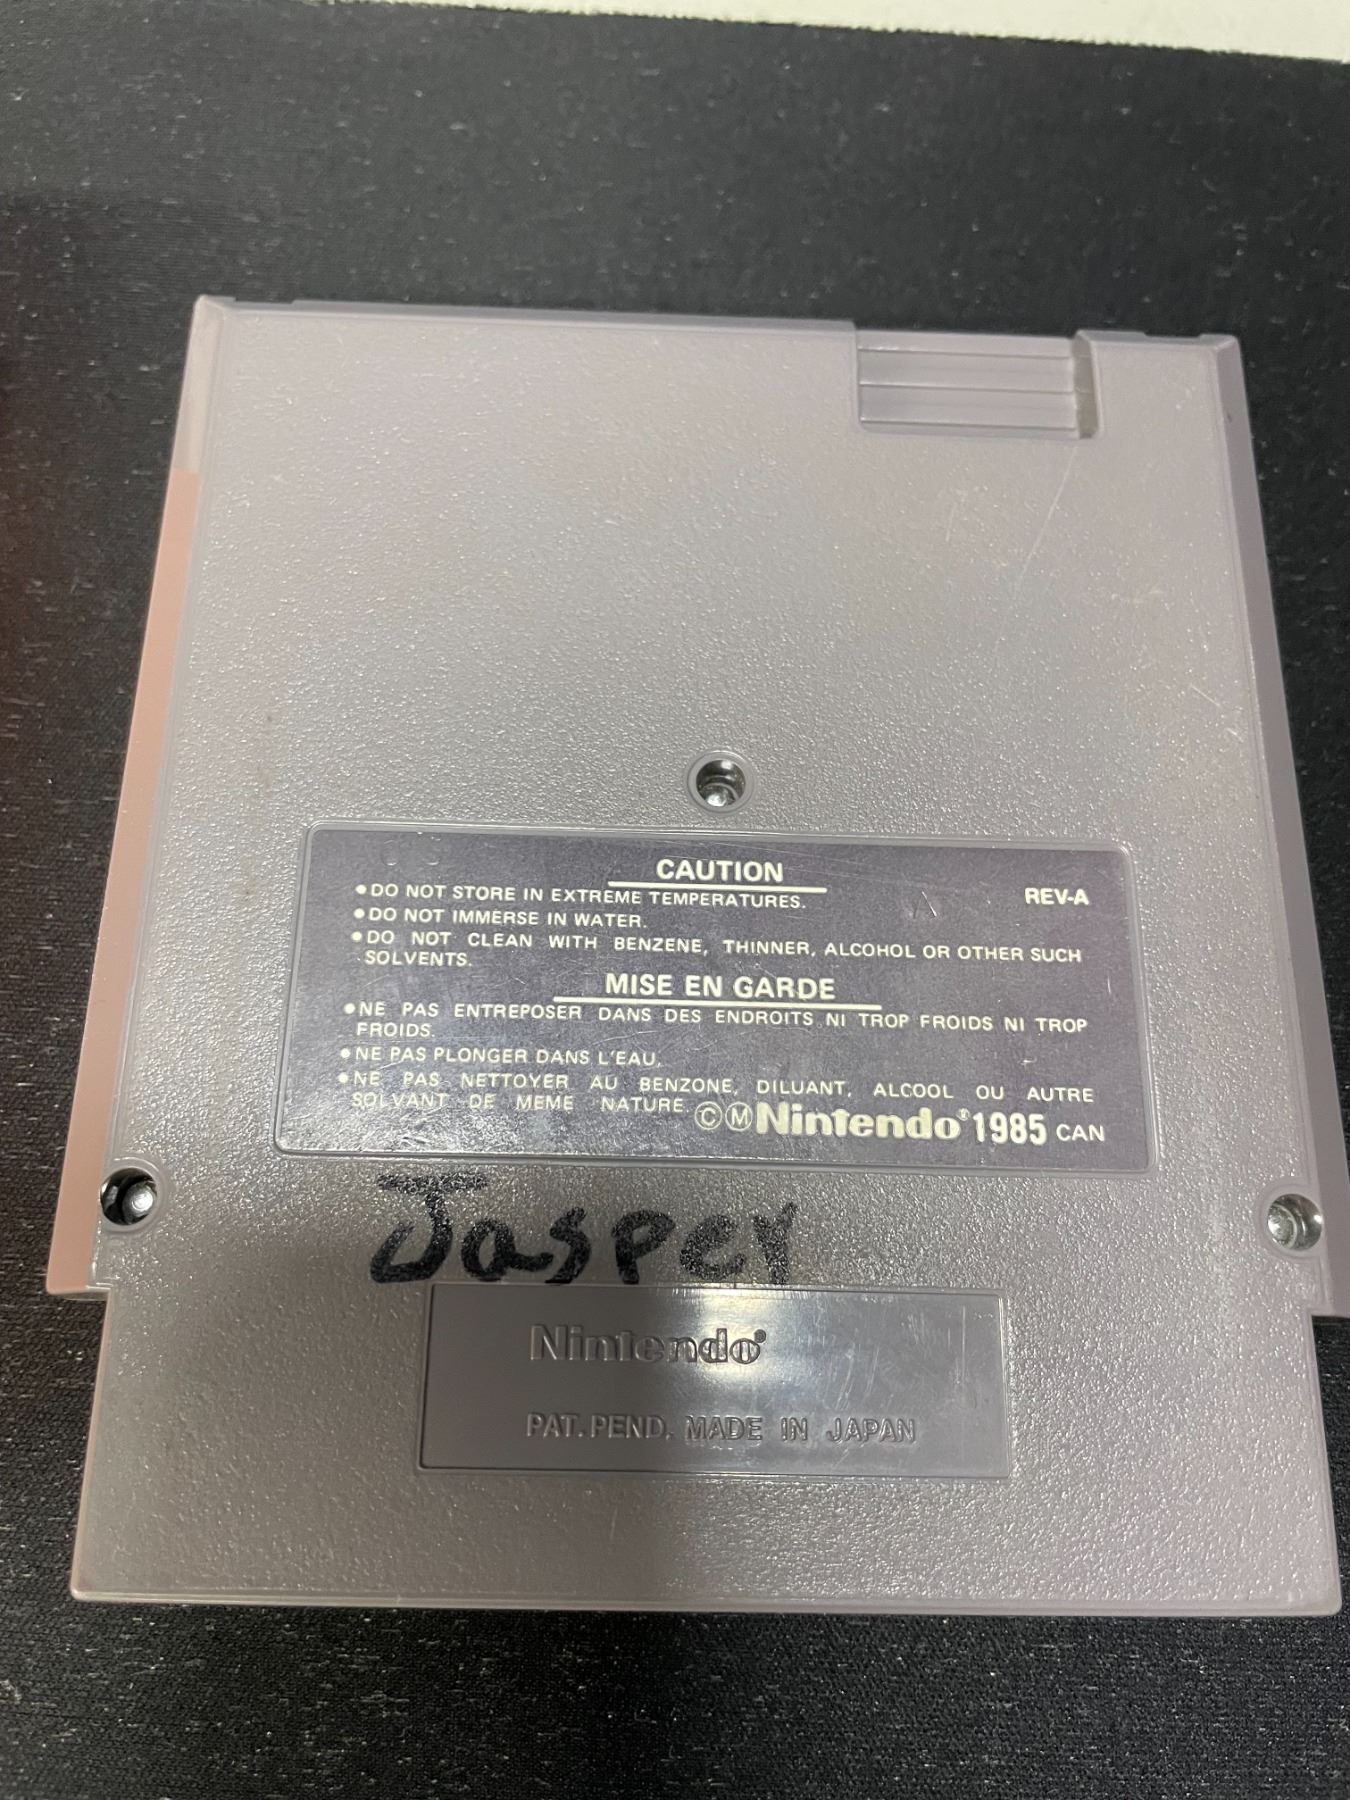 CAUTION
REV-A
•DO NOT STORE IN EXTREME TEMPERATURES.
•DO NOT IMMERSE IN WATER.
•DO NOT CLEAN WITH BENZENE, THINNER, ALCOHOL OR OTHER SUCH
SOLVENTS.
MISE EN GARDE
•NE PAS ENTREPOSER DANS DES ENDROITS NI TROP FROIDS NI TROP
FROIDS.
•NE PAS PLONGER DANS L'EAU.
•NE PAS NETTOYER AU BENZONE, DILUANT, ALCOOL OU AUTRE
SOLVANT DE MEME NATURE
©ⓂNintendo®1985 CAN
Jasper
Nintendo®
PAT. PEND. MADE IN JAPAN